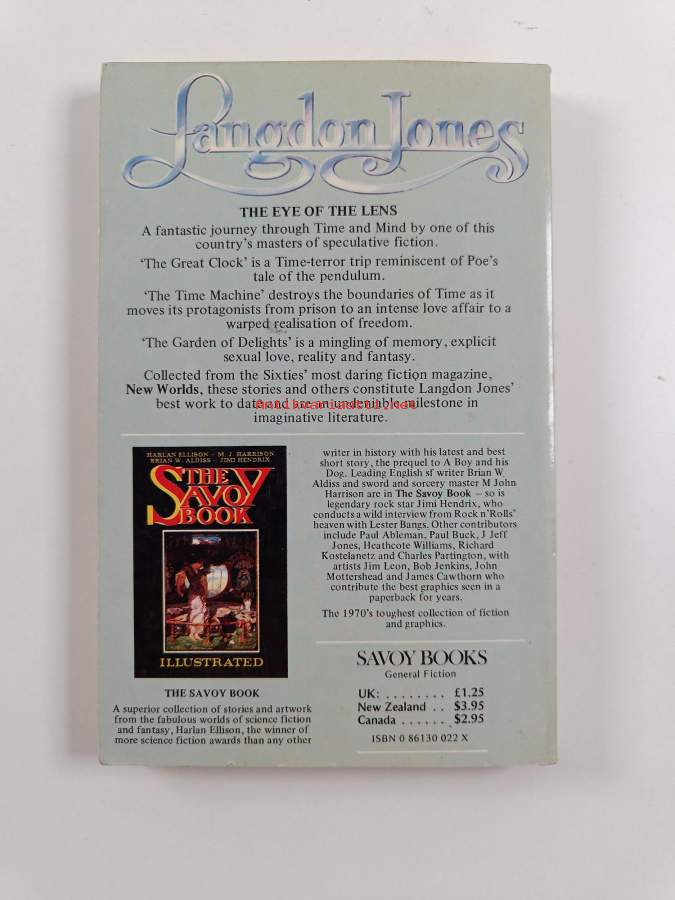 Langdon Jones
THE EYE OF THE LENS
A fantastic journey through Time and Mind by one of this
country's masters of speculative fiction.
'The Great Clock' is a Time-terror trip reminiscent of Poe's
tale of the pendulum.
'The Time Machine' destroys the boundaries of Time as it
moves its protagonists from prison to an intense love affair to a
warped realisation of freedom.
'The Garden of Delights' is a mingling of memory, explicit
sexual love, reality and fantasy.
Collected from the Sixties' most daring fiction magazine,
New Worlds, these stories and others constitute Langdon Jones'
best work to date and are an undeniable milestone in
imaginative literature.
Antikvariaatti.net
HARLAN ELLISON - M. J. HARRISON
BRIAN W. ALDISS - JIMI HENDRIX
THE
SAVOY
BOOK
ILLUSTRATED
THE SAVOY BOOK
A superior collection of stories and artwork
from the fabulous worlds of science fiction
and fantasy, Harlan Ellison, the winner of
more science fiction awards than any other
writer in history with his latest and best
short story, the prequel to A Boy and his
Dog. Leading English sf writer Brian W.
Aldiss and sword and sorcery master M John
Harrison are in The Savoy Book – so is
legendary rock star Jimi Hendrix, who
conducts a wild interview from Rock n'Rolls'
heaven with Lester Bangs. Other contributors
include Paul Ableman, Paul Buck, J Jeff
Jones, Heathcote Williams, Richard
Kostelanetz and Charles Partington, with
artists Jim Leon, Bob Jenkins, John
Mottershead and James Cawthorn who
contribute the best graphics seen in a
paperback for years.
The 1970's toughest collection of fiction
and graphics.
SAVOY BOOKS
General Fiction
UK: . . . . . . . . £1.25
New Zealand . . $3.95
Canada . . . . . . $2.95
ISBN 0 86130 022 X